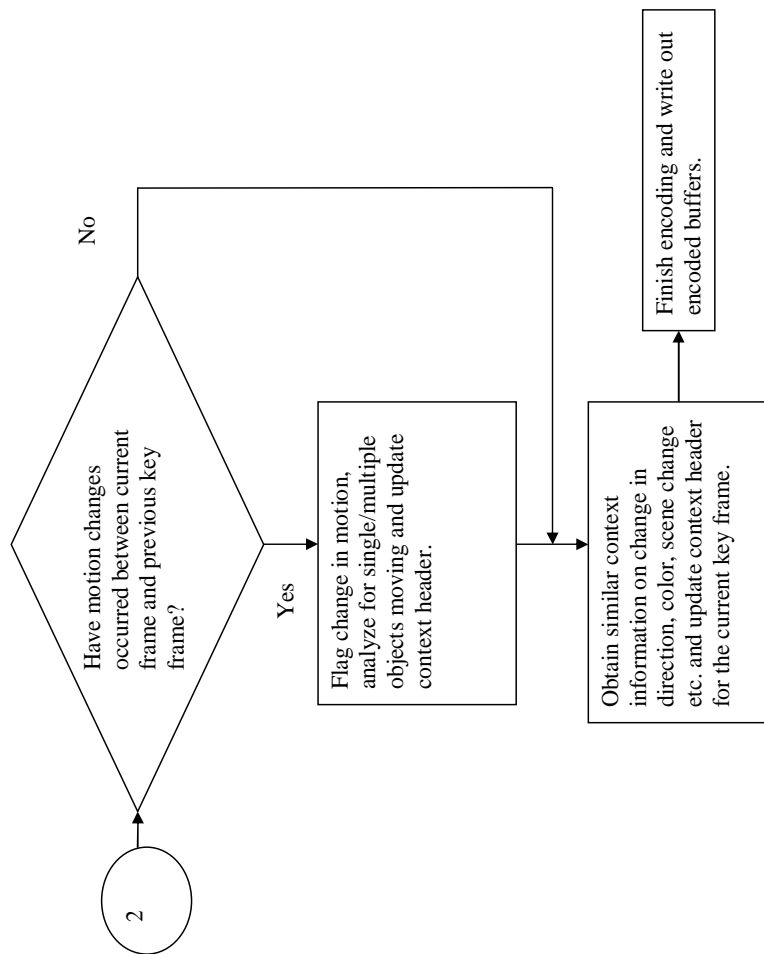 2
Have motion changes
occurred between current
frame and previous key
frame?
No
Yes
Flag change in motion,
analyze for single/multiple
objects moving and update
context header.
Obtain similar context
information on change in
direction, color, scene change
etc. and update context header
for the current key frame.
Finish encoding and write out
encoded buffers.